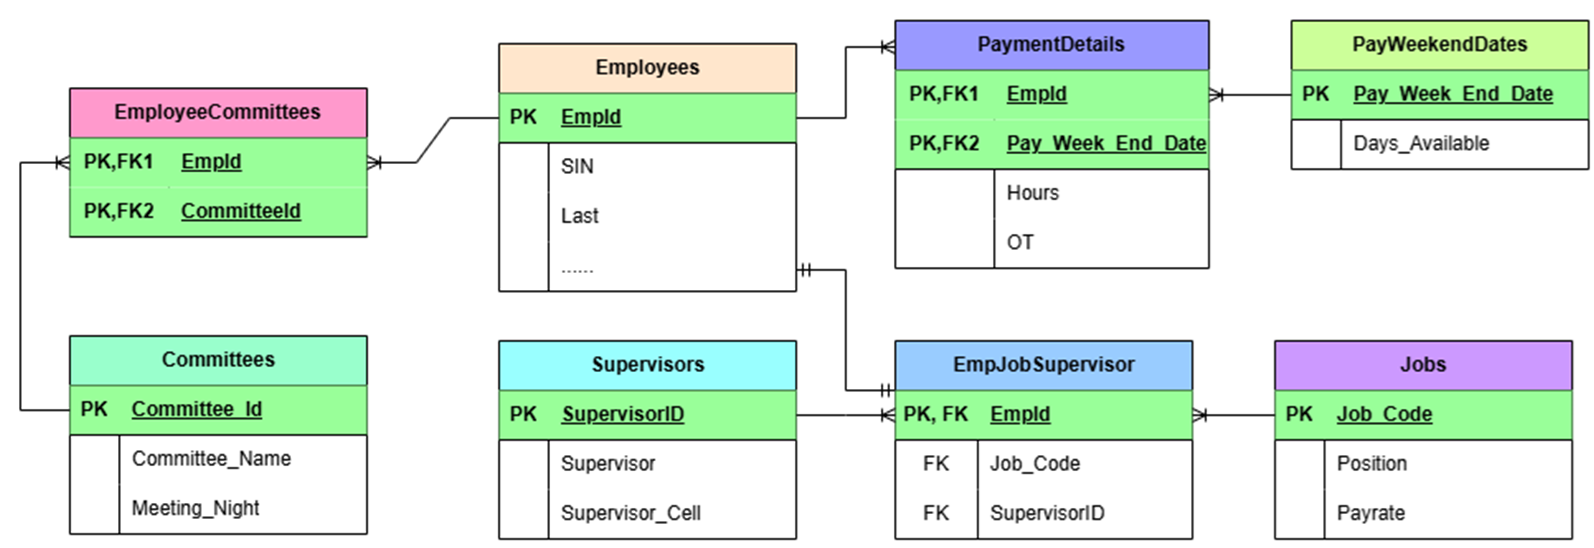 EmployeeCommittees
PK,FK1 EmpId
PK,FK2 CommitteeId
Committees
PK Committee_Id
Committee_Name
Meeting_Night
Employees
PK EmpId
SIN
Last
......
Supervisors
PK SupervisorID
Supervisor
Supervisor_Cell
PaymentDetails
PK,FK1 EmpId
PK,FK2 Pay_Week_End_Date
Hours
OT
EmpJobSupervisor
PK, FK EmpId
FK Job_Code
FK SupervisorID
PayWeekendDates
PK Pay_Week_End_Date
Days_Available
Jobs
PK Job_Code
Position
Payrate